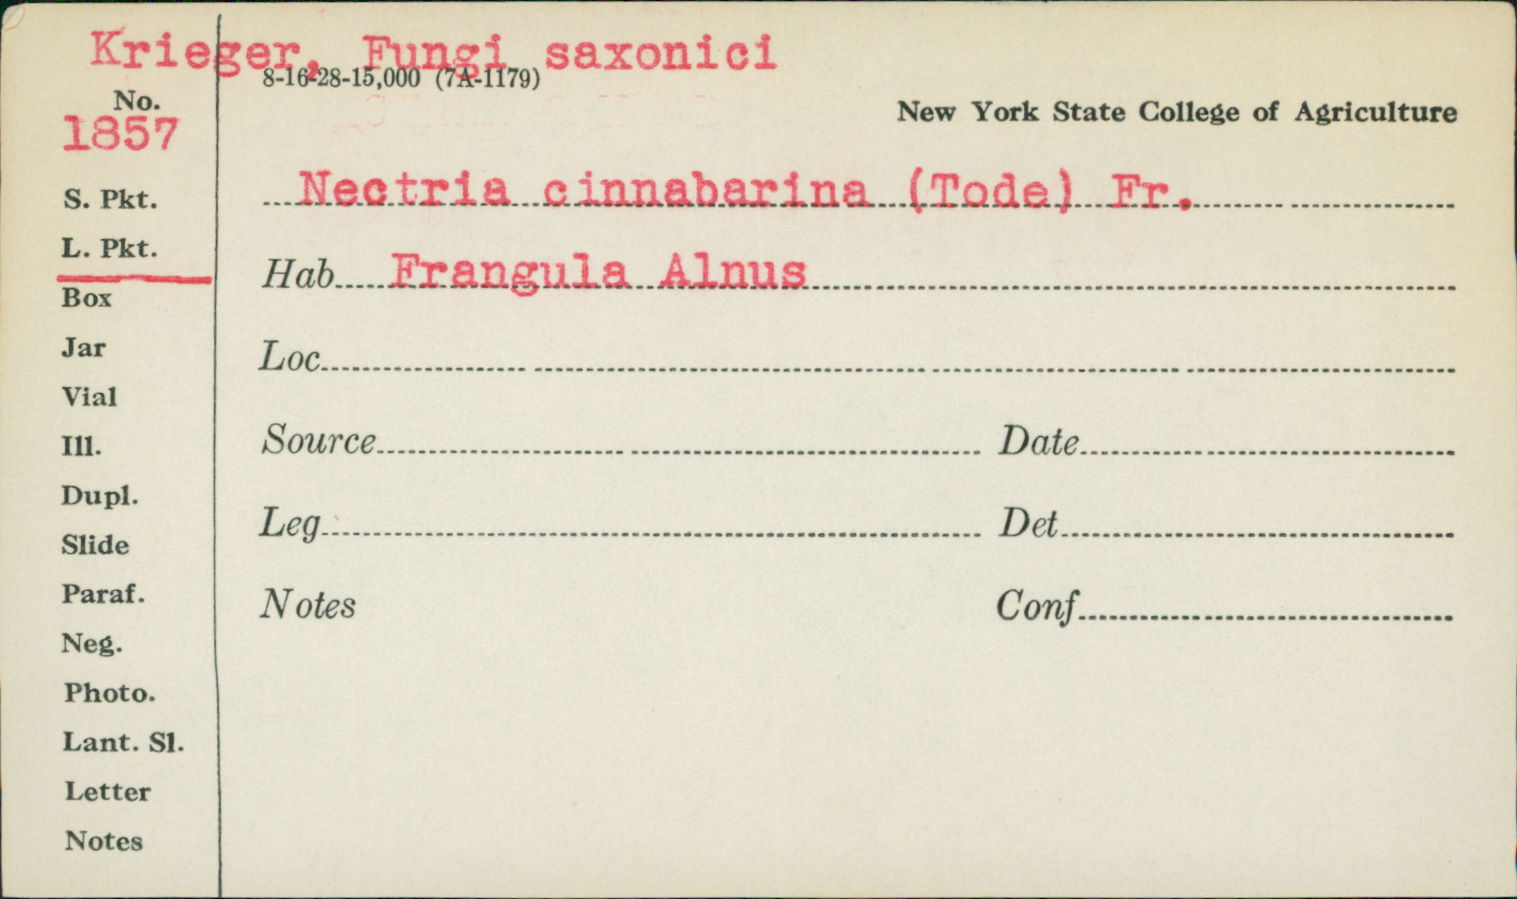 Krieger, Fungi saxonici
8-16-28-15,000 (7A-1179)
No.
1857
New York State College of Agriculture
S. Pkt.
Nectria cinnabarina (Tode) Fr.
L. Pkt.
Hab Frangula Alnus
Box
Jar
Loc
Vial
Ill.
Source Date
Dupl.
Slide
Leg Det
Paraf.
Notes Conf
Neg.
Photo.
Lant. Sl.
Letter
Notes